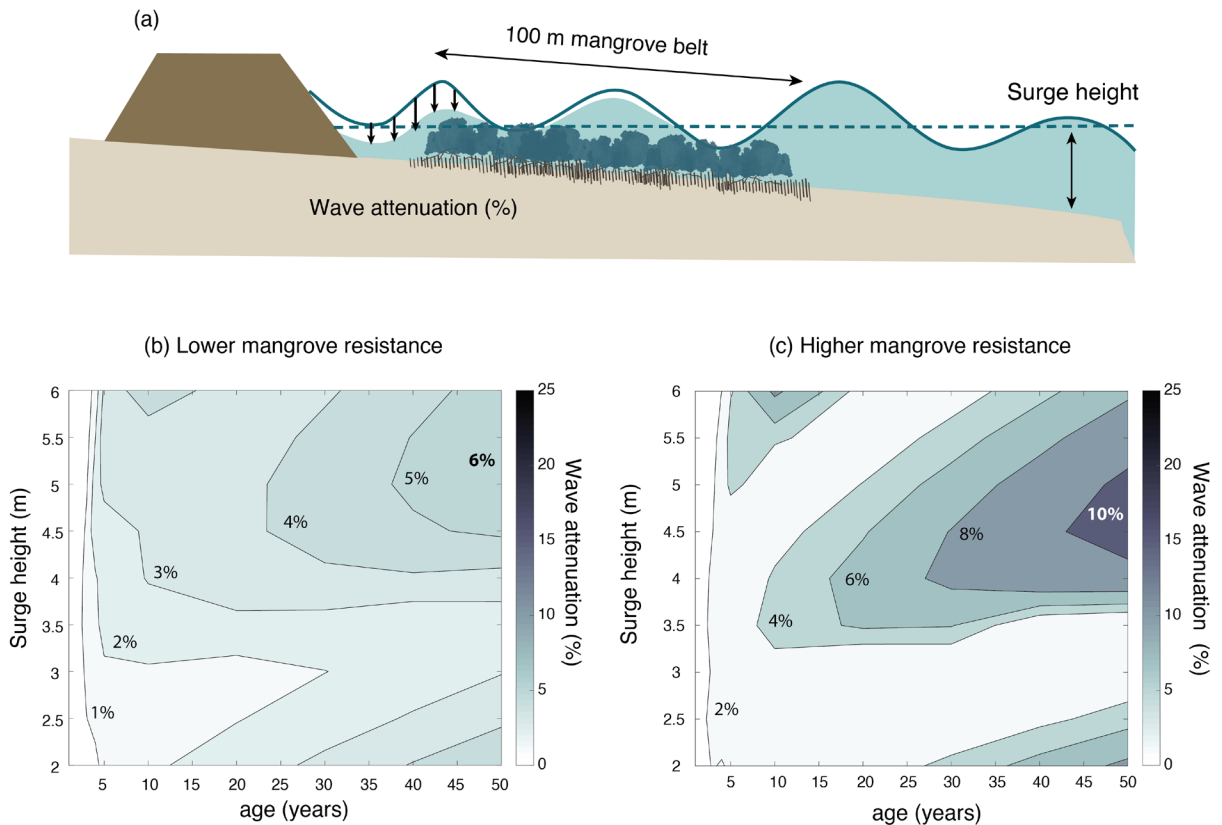 (a)
100 m mangrove belt
Surge height
Wave attenuation (%)
(b) Lower mangrove resistance
6
5.5
5
4.5
4
3.5
3
2.5
2
Surge height (m)
1%
2%
3%
4%
5%
6%
5 10 15 20 25 30 35 40 45 50
age (years)
25
20
15
10
5
0
Wave attenuation (%)
(c) Higher mangrove resistance
6
5.5
5
4.5
4
3.5
3
2.5
2
Surge height (m)
2%
4%
6%
8%
10%
5 10 15 20 25 30 35 40 45 50
age (years)
25
20
15
10
5
0
Wave attenuation (%)